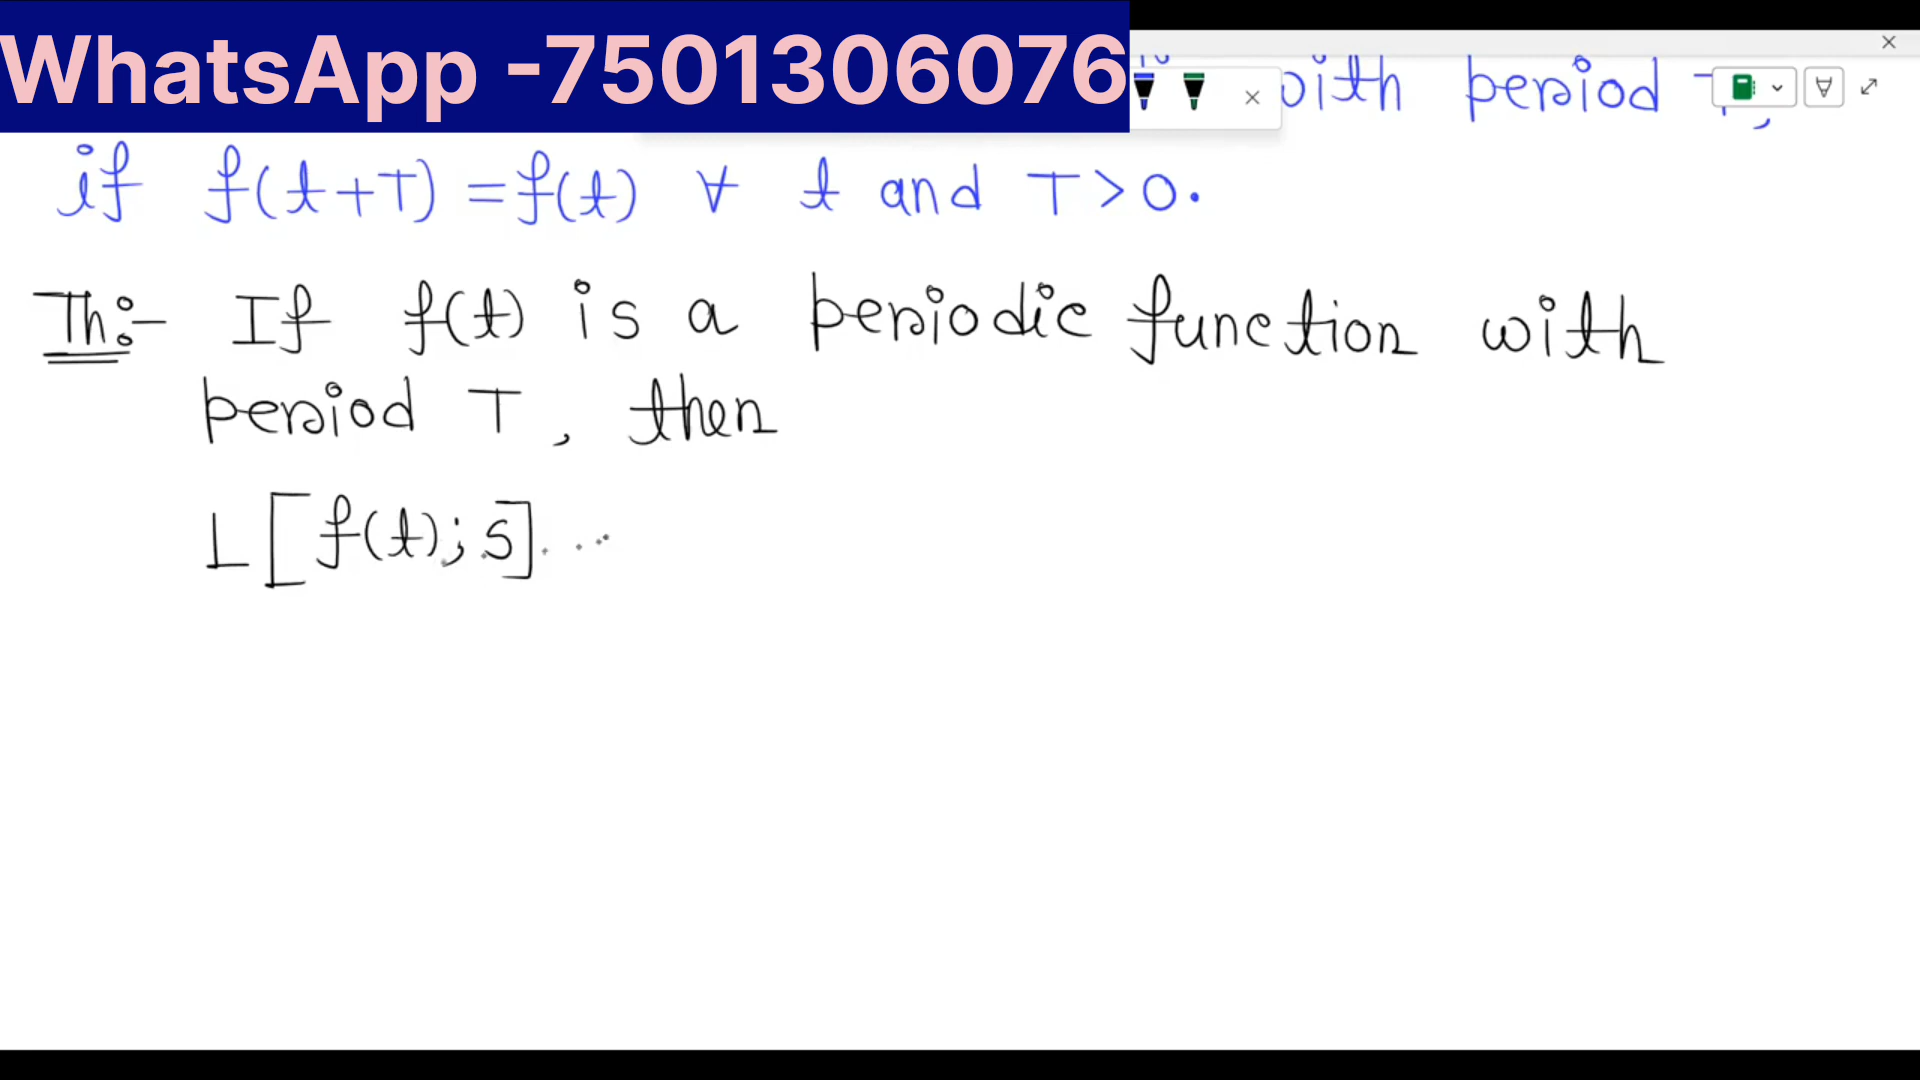 WhatsApp -7501306076
with period T,
if f(t+T) = f(t) ∀ t and T>0.
Th:- If f(t) is a periodic function with
period T, then
L[f(t);s]...